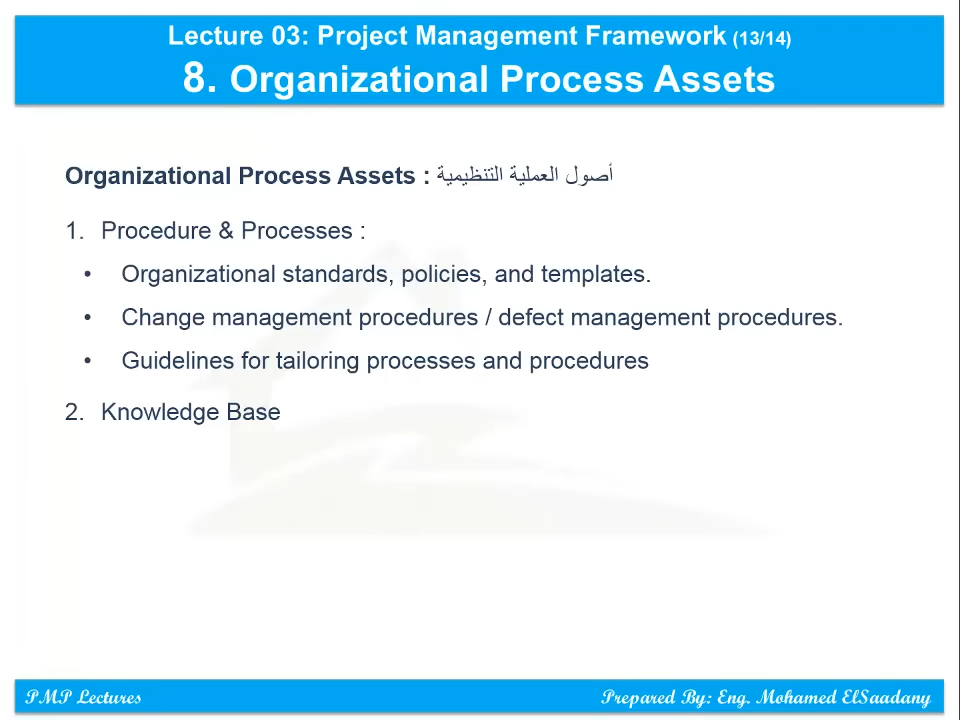 Lecture 03: Project Management Framework (13/14)
8. Organizational Process Assets
Organizational Process Assets : أصول العملية التنظيمية
1. Procedure & Processes :
• Organizational standards, policies, and templates.
• Change management procedures / defect management procedures.
• Guidelines for tailoring processes and procedures
2. Knowledge Base
PMP Lectures
Prepared By: Eng. Mohamed ElSaadany